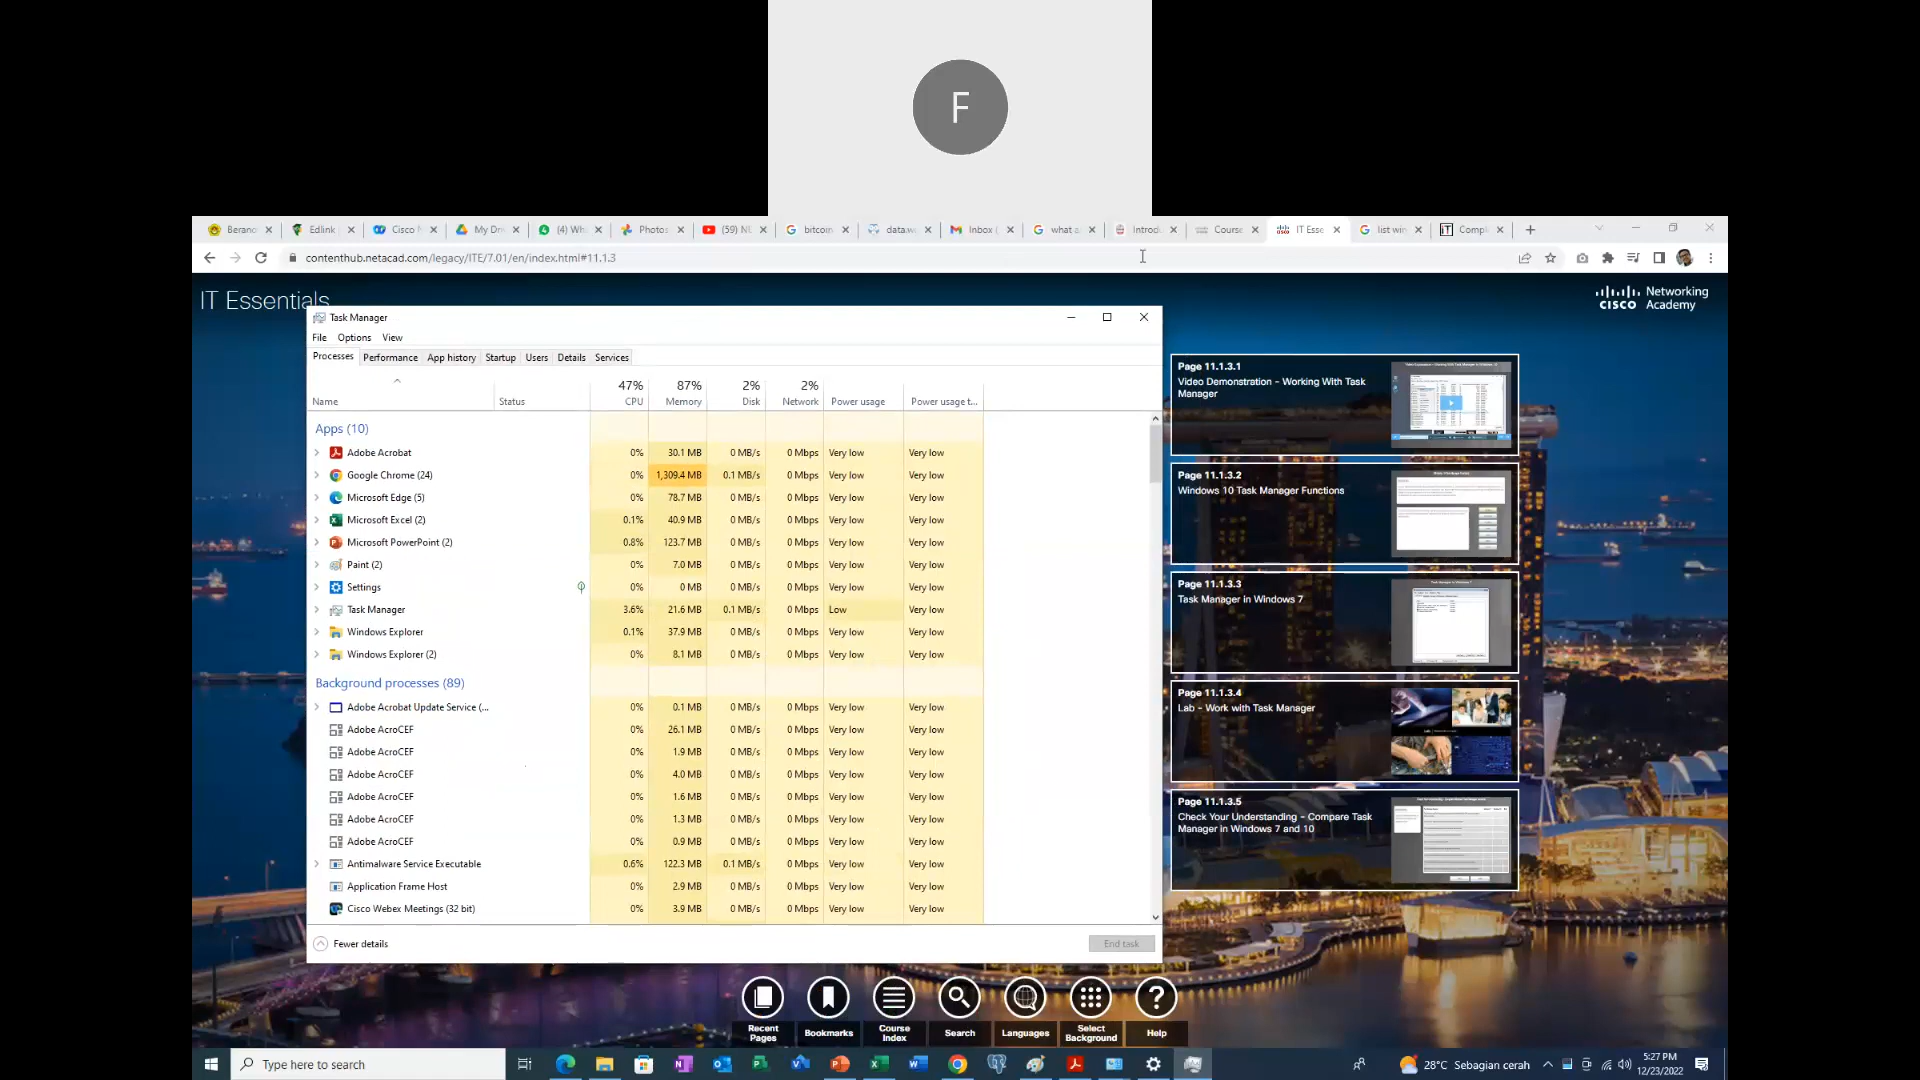 F
Beran
Edlink
Cisco
My Dri
(4) Wh
Photos
(59) NE
bitcoin
data.w
Inbox (
what a
Introdu
Course
IT Esse
list win
Compl
contenthub.netacad.com/legacy/ITE/7.01/en/index.html#11.1.3
IT Essentials
Networking
CISCO Academy
Task Manager
File Options View
Processes Performance App history Startup Users Details Services
47% 87% 2% 2%
Name Status CPU Memory Disk Network Power usage Power usage t...
Apps (10)
Adobe Acrobat 0% 30.1 MB 0 MB/s 0 Mbps Very low Very low
Google Chrome (24) 0% 1,309.4 MB 0.1 MB/s 0 Mbps Very low Very low
Microsoft Edge (5) 0% 78.7 MB 0 MB/s 0 Mbps Very low Very low
Microsoft Excel (2) 0.1% 40.9 MB 0 MB/s 0 Mbps Very low Very low
Microsoft PowerPoint (2) 0.8% 123.7 MB 0 MB/s 0 Mbps Very low Very low
Paint (2) 0% 7.0 MB 0 MB/s 0 Mbps Very low Very low
Settings 0% 0 MB 0 MB/s 0 Mbps Very low Very low
Task Manager 3.6% 21.6 MB 0.1 MB/s 0 Mbps Low Very low
Windows Explorer 0.1% 37.9 MB 0 MB/s 0 Mbps Very low Very low
Windows Explorer (2) 0% 8.1 MB 0 MB/s 0 Mbps Very low Very low
Background processes (89)
Adobe Acrobat Update Service (... 0% 0.1 MB 0 MB/s 0 Mbps Very low Very low
Adobe AcroCEF 0% 26.1 MB 0 MB/s 0 Mbps Very low Very low
Adobe AcroCEF 0% 1.9 MB 0 MB/s 0 Mbps Very low Very low
Adobe AcroCEF 0% 4.0 MB 0 MB/s 0 Mbps Very low Very low
Adobe AcroCEF 0% 1.6 MB 0 MB/s 0 Mbps Very low Very low
Adobe AcroCEF 0% 1.3 MB 0 MB/s 0 Mbps Very low Very low
Adobe AcroCEF 0% 0.9 MB 0 MB/s 0 Mbps Very low Very low
Antimalware Service Executable 0.6% 122.3 MB 0.1 MB/s 0 Mbps Very low Very low
Application Frame Host 0% 2.9 MB 0 MB/s 0 Mbps Very low Very low
Cisco Webex Meetings (32 bit) 0% 3.9 MB 0 MB/s 0 Mbps Very low Very low
Fewer details End task
Page 11.1.3.1
Video Demonstration - Working With Task
Manager
Page 11.1.3.2
Windows 10 Task Manager Functions
Page 11.1.3.3
Task Manager in Windows 7
Page 11.1.3.4
Lab - Work with Task Manager
Page 11.1.3.5
Check Your Understanding - Compare Task
Manager in Windows 7 and 10
Recent
Pages
Bookmarks
Course
Index
Search
Languages
Select
Background
Help
Type here to search
28°C Sebagian cerah
5:27 PM
12/23/2022